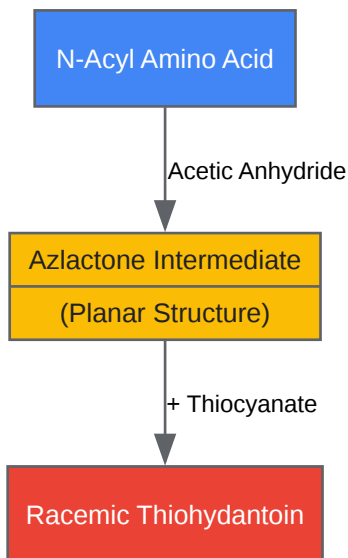 N-Acyl Amino Acid
Acetic Anhydride
Azlactone Intermediate
(Planar Structure)
+ Thiocyanate
Racemic Thiohydantoin